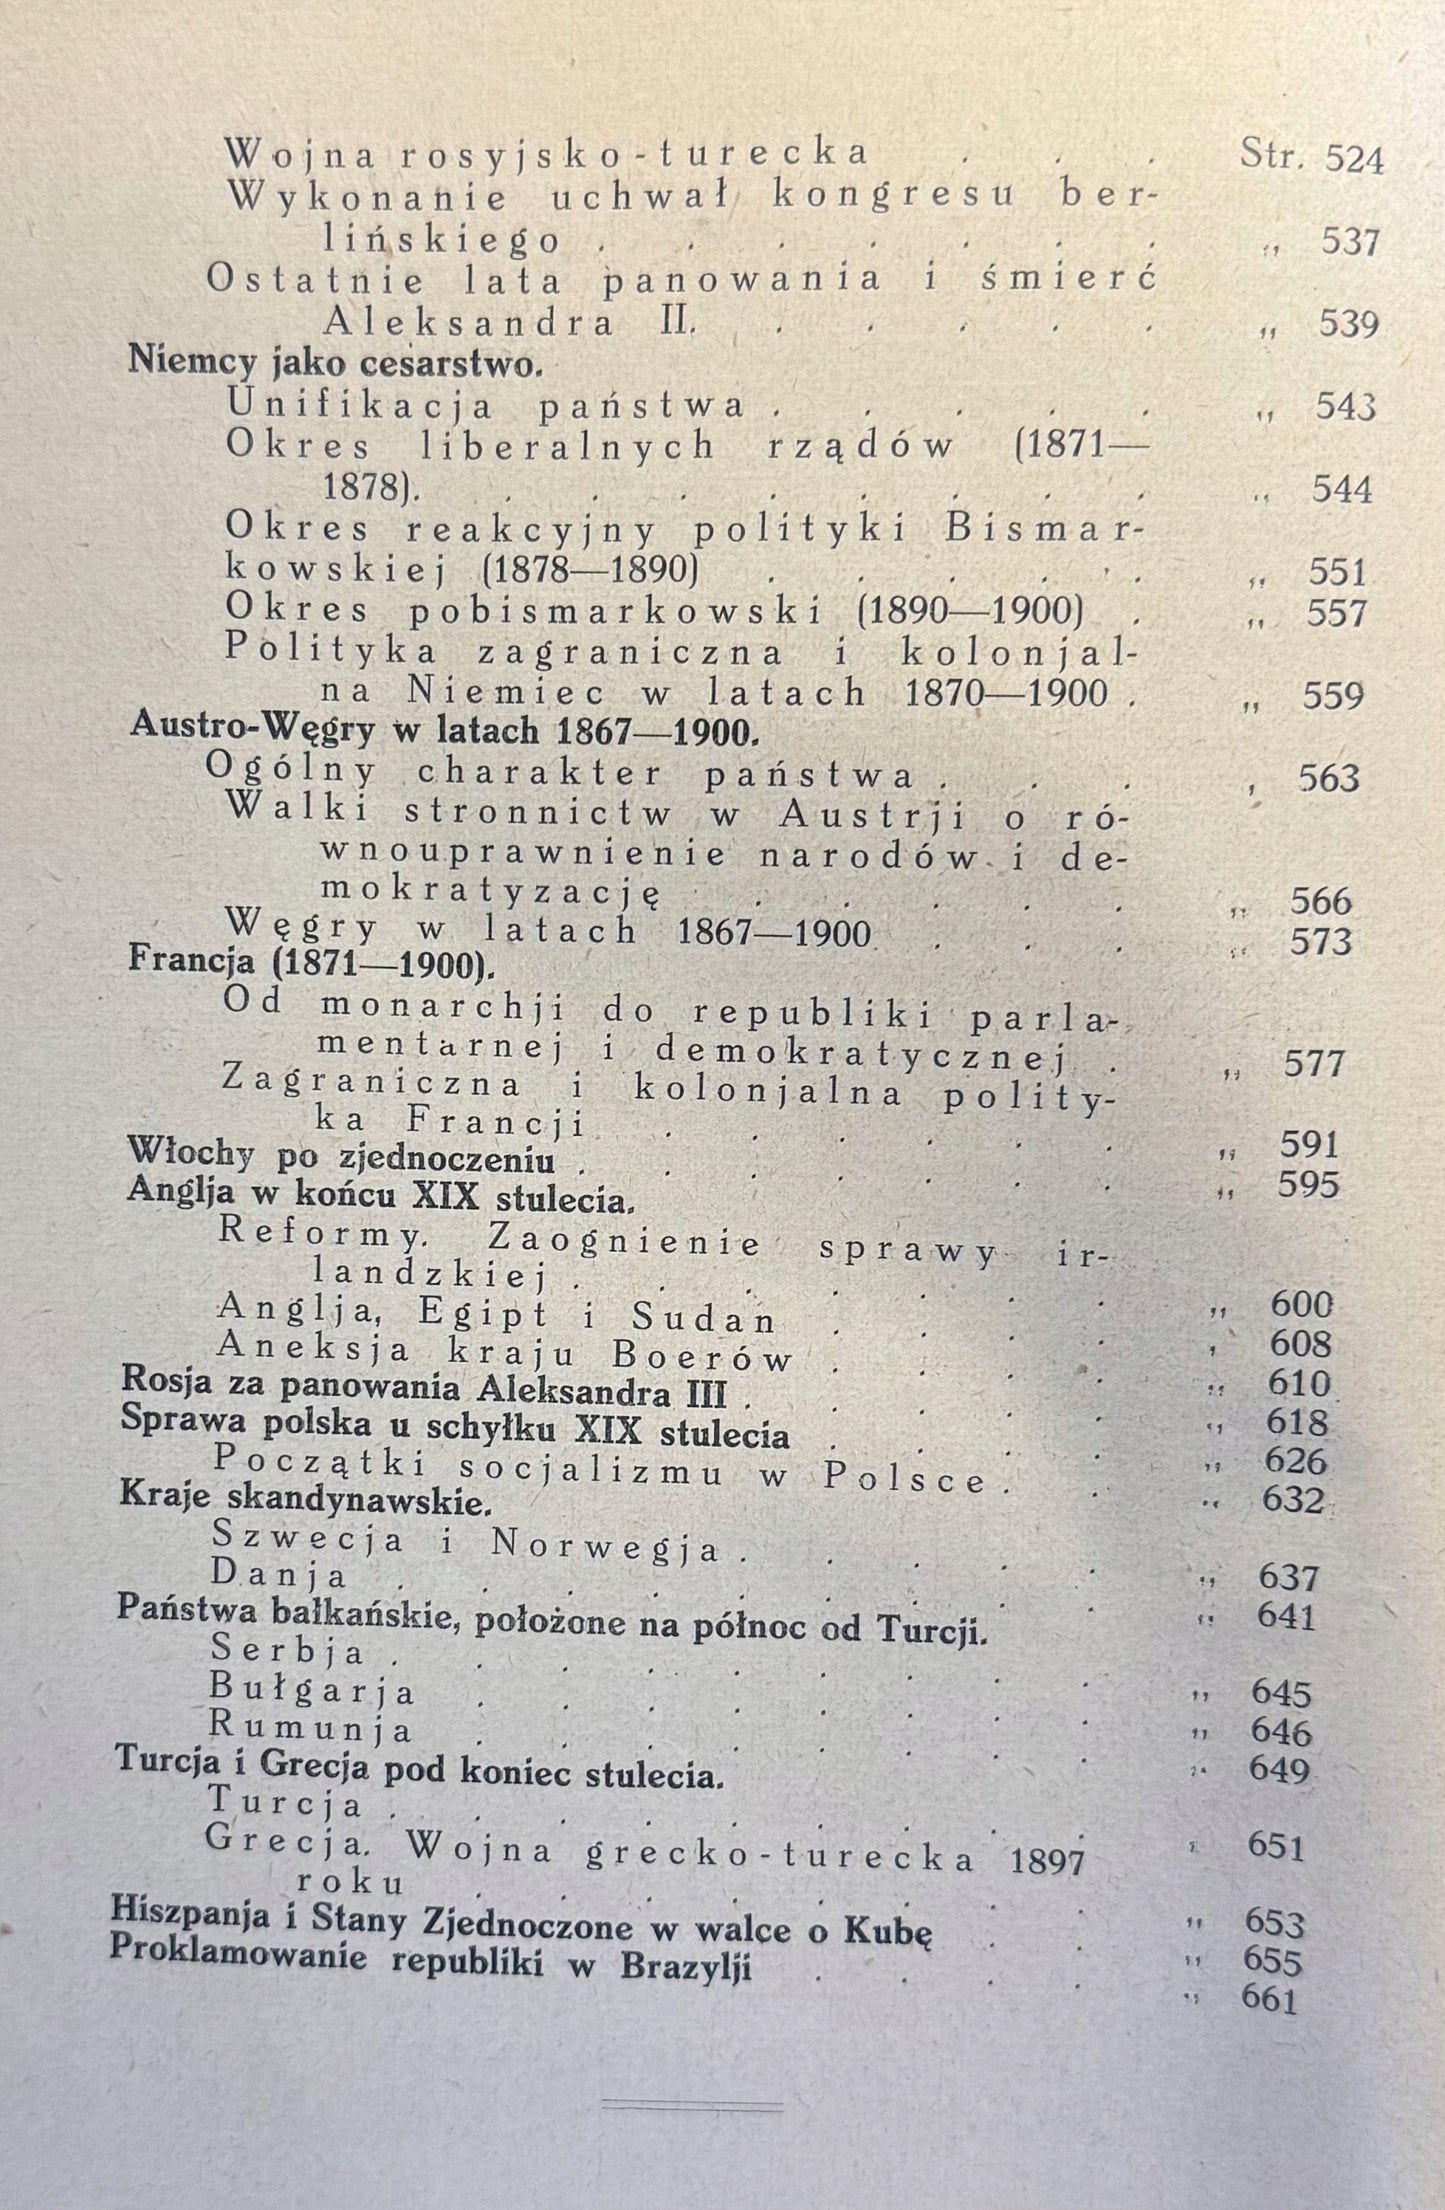 Wojna rosyjsko-turecka . . . Str. 524
Wykonanie uchwał kongresu ber-
lińskiego . . . . . . . „ 537
Ostatnie lata panowania i śmierć
Aleksandra II. . . . . . „ 539
Niemcy jako cesarstwo.
Unifikacja państwa . . . . . „ 543
Okres liberalnych rządów (1871—
1878). . . . . . . . . „ 544
Okres reakcyjny polityki Bismar-
kowskiej (1878—1890) . . . . . „ 551
Okres pobismarkowski (1890—1900) . „ 557
Polityka zagraniczna i kolonjal-
na Niemiec w latach 1870—1900 . „ 559
Austro-Węgry w latach 1867—1900.
Ogólny charakter państwa . . . , 563
Walki stronnictw w Austrji o ró-
wnouprawnienie narodów i de-
mokratyzację . . . . . „ 566
Węgry w latach 1867—1900 . . . „ 573
Francja (1871—1900).
Od monarchji do republiki parla-
mentarnej i demokratycznej . „ 577
Zagraniczna i kolonjalna polity-
ka Francji . . . . . . „ 591
Włochy po zjednoczeniu . . . . . . . „ 595
Anglja w końcu XIX stulecia.
Reformy. Zaognienie sprawy ir-
landzkiej . . . . . . . „ 600
Anglja, Egipt i Sudan . . . . , 608
Aneksja kraju Boerów . . . . „ 610
Rosja za panowania Aleksandra III . . . . . „ 618
Sprawa polska u schyłku XIX stulecia . . . . „ 626
Początki socjalizmu w Polsce . . „ 632
Kraje skandynawskie.
Szwecja i Norwegja . . . . . „ 637
Danja . . . . . . . . . „ 641
Państwa bałkańskie, położone na północ od Turcji.
Serbja . . . . . . . . . „ 645
Bułgarja . . . . . . . . „ 646
Rumunja . . . . . . . . „ 649
Turcja i Grecja pod koniec stulecia.
Turcja . . . . . . . . . , 651
Grecja. Wojna grecko-turecka 1897
roku . . . . . . . . „ 653
Hiszpanja i Stany Zjednoczone w walce o Kubę . . „ 655
Proklamowanie republiki w Brazylji . . . . „ 661